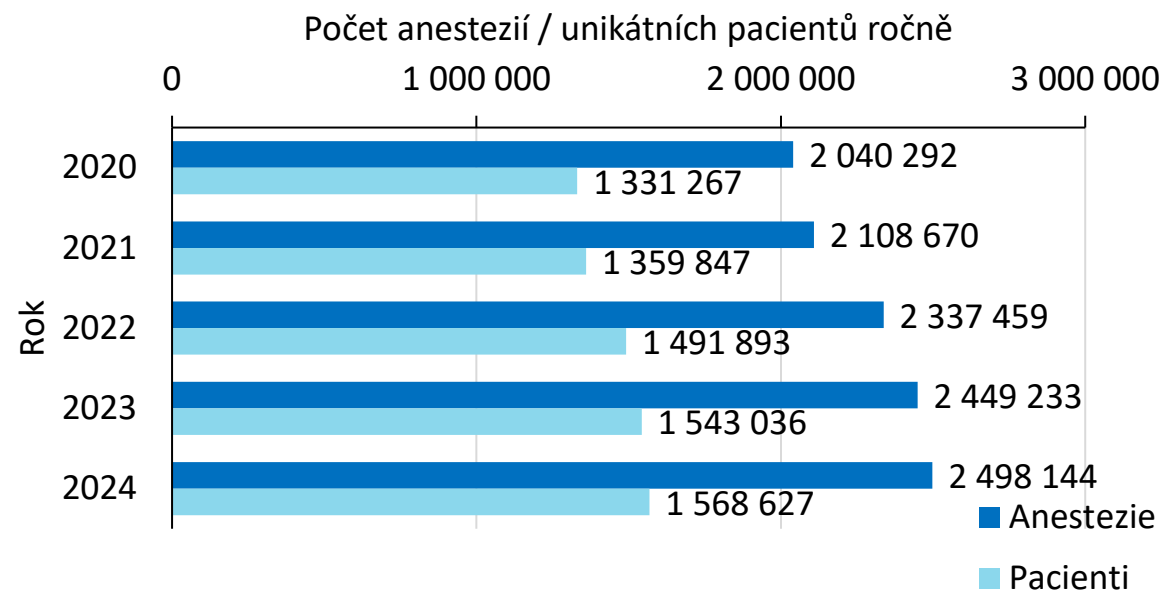 Počet anestezií / unikátních pacientů ročně
0 1 000 000 2 000 000 3 000 000
Rok
2020 2 040 292
1 331 267
2021 2 108 670
1 359 847
2022 2 337 459
1 491 893
2023 2 449 233
1 543 036
2024 2 498 144
1 568 627
Anestezie
Pacienti